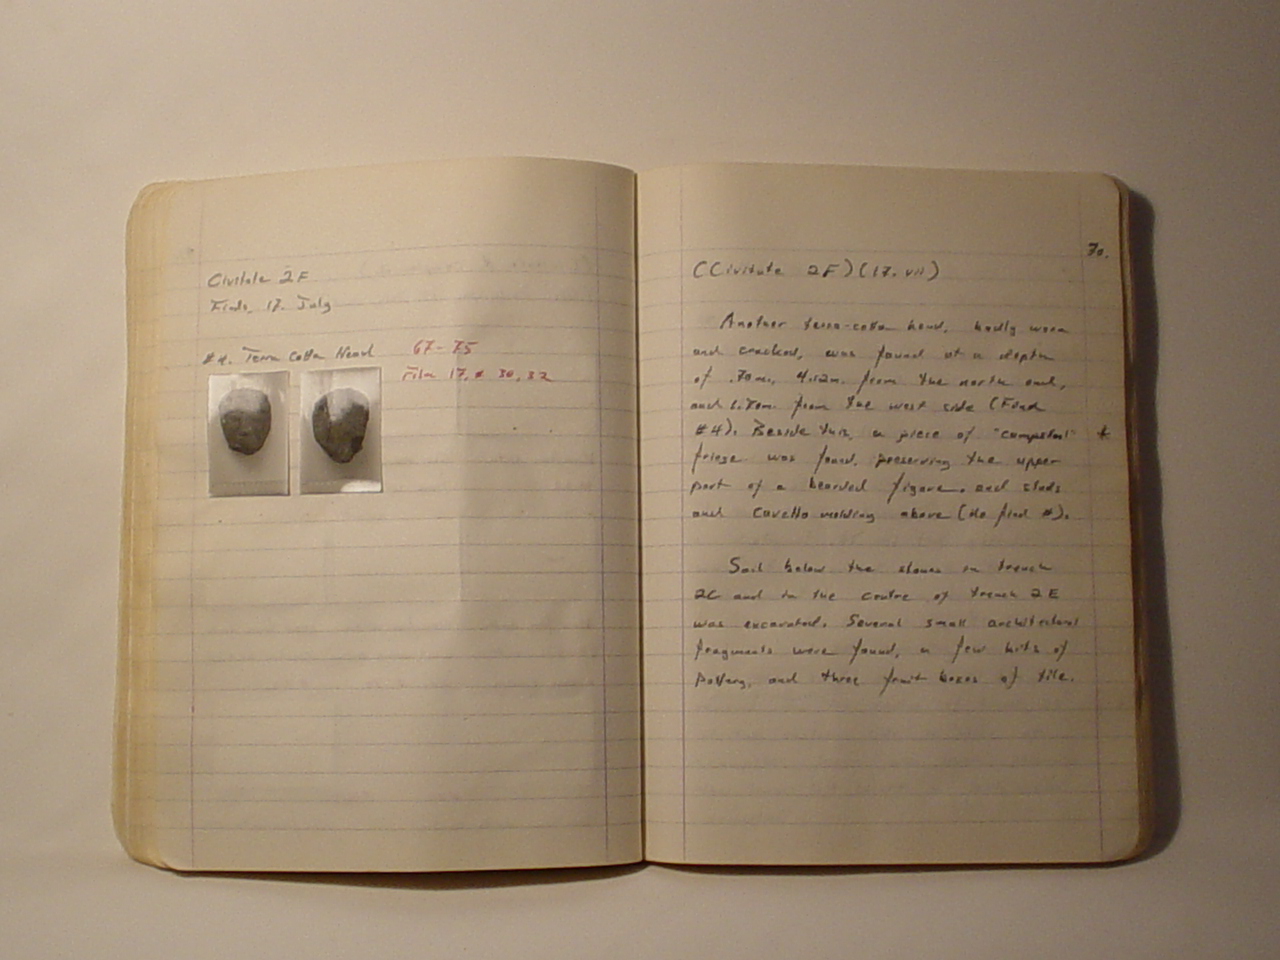 Civitate 2F
Finds, 17. July
#4. Terra Cotta Head
67-75
Film 17, # 30, 32
70.
(Civitate 2F) (17. vii)
Another terra-cotta head, badly worn
and cracked, was found at a depth
of .70m, 4.12m. from the north end,
and from the west side (Find
#4). Beside this, a piece of "campstool" *
frieze was found, preserving the upper
part of a bearded figure, and
and cavetto molding above (No find #).
Soil below the stones in trench
2C and in the centre of trench 2E
was excavated. Several small architectural
fragments were found, a few bits of
pottery, and three fruit boxes of tile.